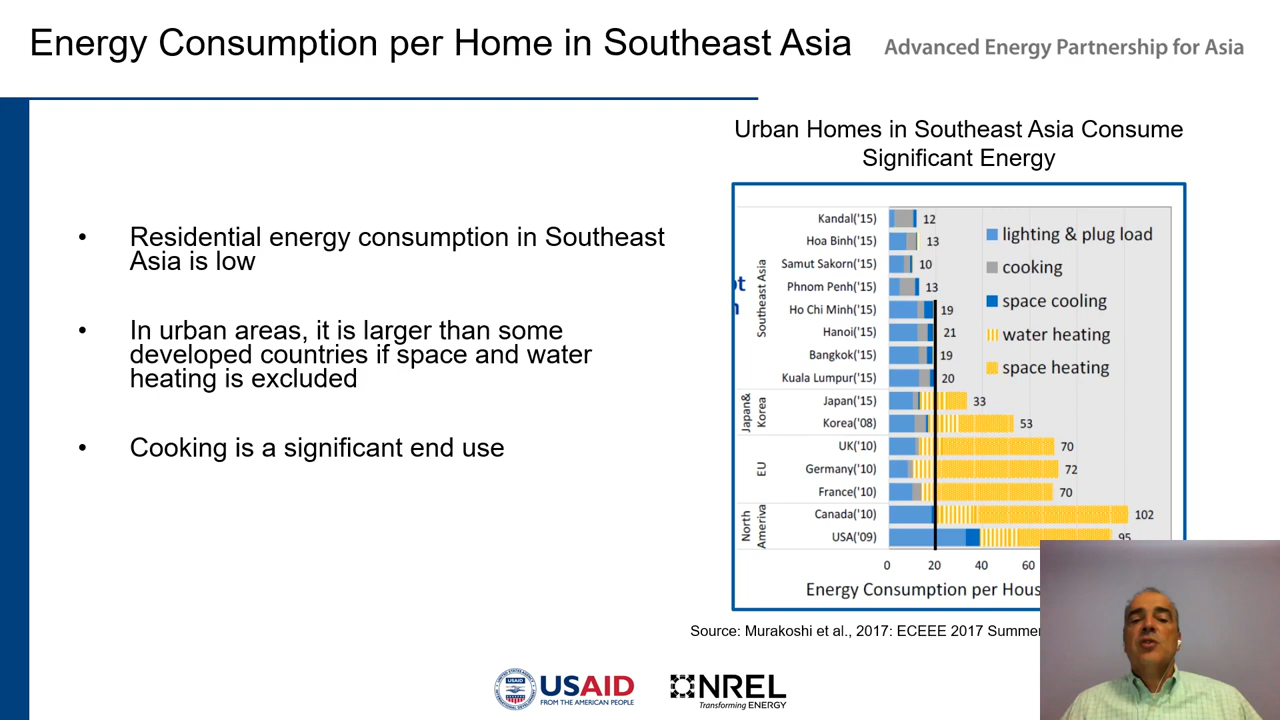 Energy Consumption per Home in Southeast Asia
Advanced Energy Partnership for Asia
Urban Homes in Southeast Asia Consume
Significant Energy
• Residential energy consumption in Southeast
Asia is low
• In urban areas, it is larger than some
developed countries if space and water
heating is excluded
• Cooking is a significant end use
Southeast Asia
Kandal('15) 12
Hoa Binh('15) 13
Samut Sakorn('15) 10
Phnom Penh('15) 13
Ho Chi Minh('15) 19
Hanoi('15) 21
Bangkok('15) 19
Kuala Lumpur('15) 20
Japan&
Korea
Japan('15) 33
Korea('08) 53
EU
UK('10) 70
Germany('10) 72
France('10) 70
North
Ameriva
Canada('10) 102
USA('09) 95
lighting & plug load
cooking
space cooling
water heating
space heating
0 20 40 60
Energy Consumption per Hous
Source: Murakoshi et al., 2017: ECEEE 2017 Summer
USAID
FROM THE AMERICAN PEOPLE
NREL
Transforming ENERGY